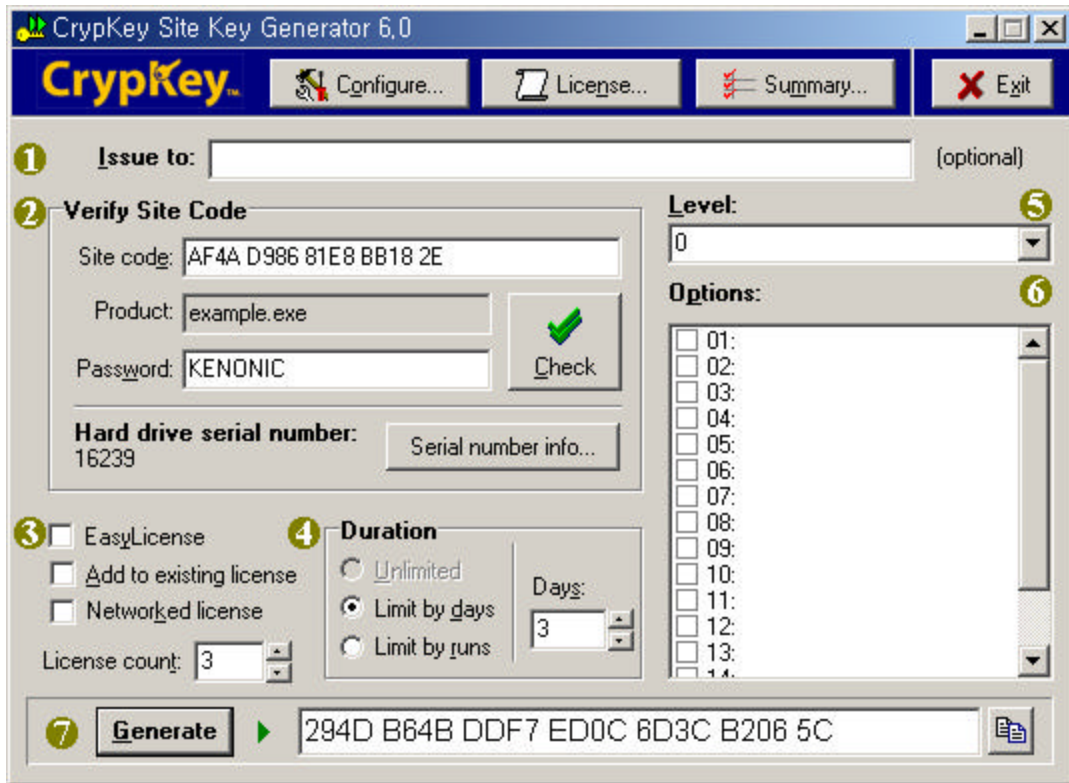 CrypKey Site Key Generator 6,0
CrypKey™
Configure...
License...
Summary...
Exit
1 Issue to: (optional)
2 Verify Site Code
Site code: AF4A D986 81E8 BB18 2E
Product: example.exe
Password: KENONIC
Check
Hard drive serial number:
16239
Serial number info...
3 EasyLicense
Add to existing license
Networked license
License count: 3
4 Duration
Unlimited
Limit by days
Limit by runs
Days:
3
Level: 5
0
Options: 6
01:
02:
03:
04:
05:
06:
07:
08:
09:
10:
11:
12:
13:
14:
7 Generate 294D B64B DDF7 ED0C 6D3C B206 5C